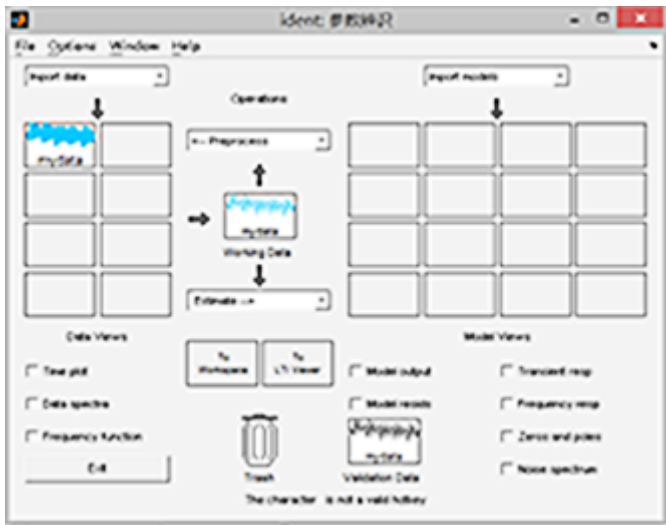 ident: 参数辨识
File Options Window Help
Import data
Import models
Operations
<-- Preprocess
mydata
mydata
Working Data
Estimate -->
Data Views
Model Views
To Workspace
To LTI Viewer
Time plot
Model output
Transient resp
Data spectra
Model resids
Frequency resp
Frequency function
Zeros and poles
mydata
Exit
Trash
Validation Data
Noise spectrum
The character is not a valid hotkey